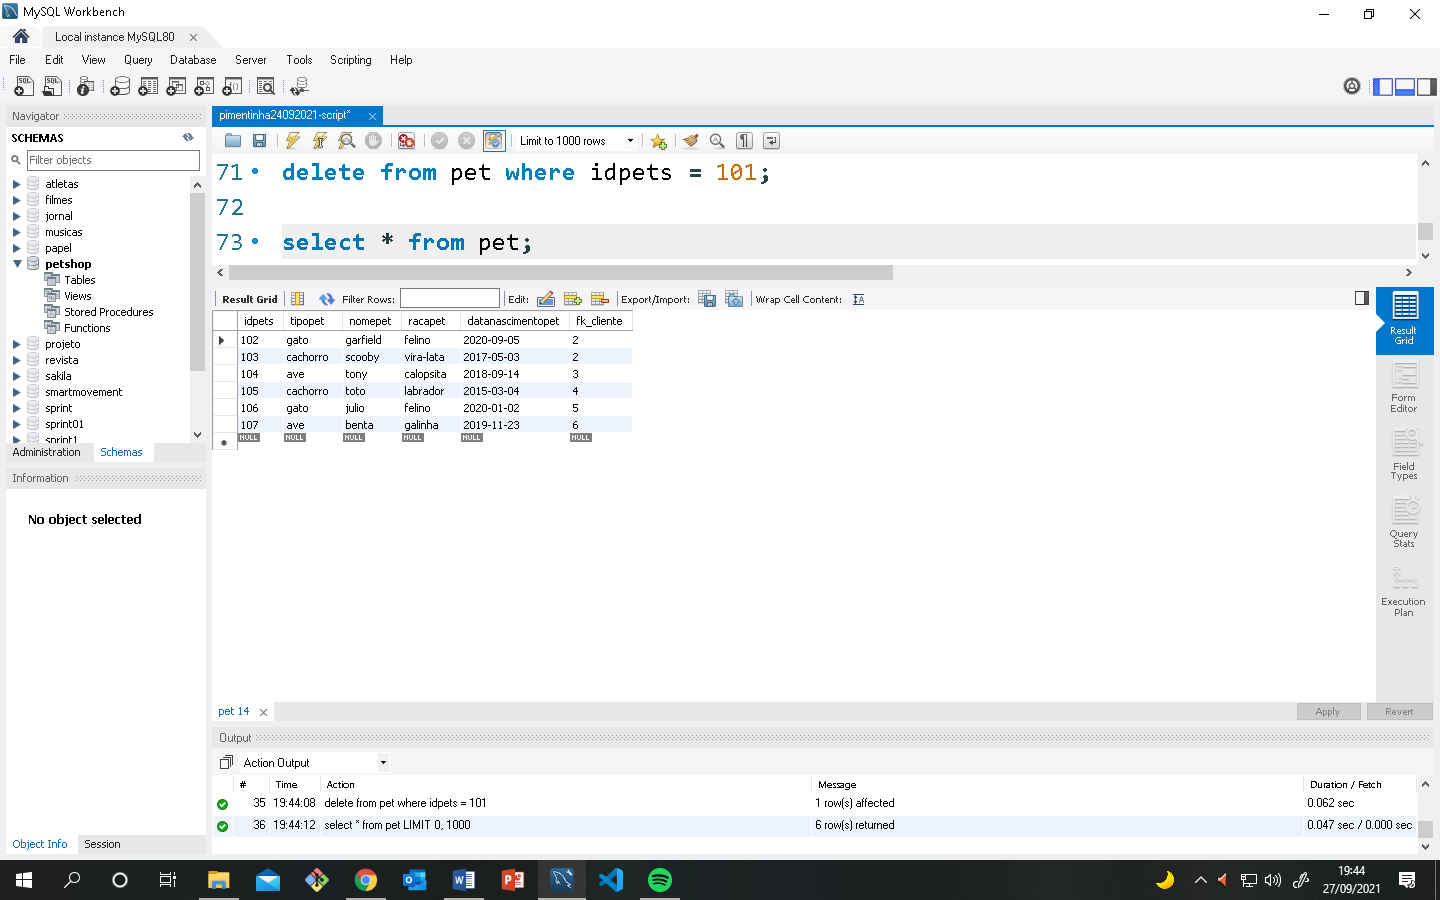 MySQL Workbench
Local instance MySQL80
File Edit View Query Database Server Tools Scripting Help
Navigator
SCHEMAS
Filter objects
atletas
filmes
jornal
musicas
papel
petshop
Tables
Views
Stored Procedures
Functions
projeto
revista
sakila
smartmovement
sprint
sprint01
sprint1
Administration Schemas
Information
No object selected
Object Info Session
pimentinha24092021-script*
Limit to 1000 rows
71 delete from pet where idpets = 101;
72
73 select * from pet;
Result Grid Filter Rows: Edit: Export/Import: Wrap Cell Content:
idpets tipopet nomepet racapet datanascimentopet fk_cliente
102 gato garfield felino 2020-09-05 2
103 cachorro scooby vira-lata 2017-05-03 2
104 ave tony calopsita 2018-09-14 3
105 cachorro toto labrador 2015-03-04 4
106 gato julio felino 2020-01-02 5
107 ave benta galinha 2019-11-23 6
NULL NULL NULL NULL NULL NULL
Result
Grid
Form
Editor
Field
Types
Query
Stats
Execution
Plan
pet 14
Apply Revert
Output
Action Output
# Time Action Message Duration / Fetch
35 19:44:08 delete from pet where idpets = 101 1 row(s) affected 0.062 sec
36 19:44:12 select * from pet LIMIT 0, 1000 6 row(s) returned 0.047 sec / 0.000 sec
19:44
27/09/2021